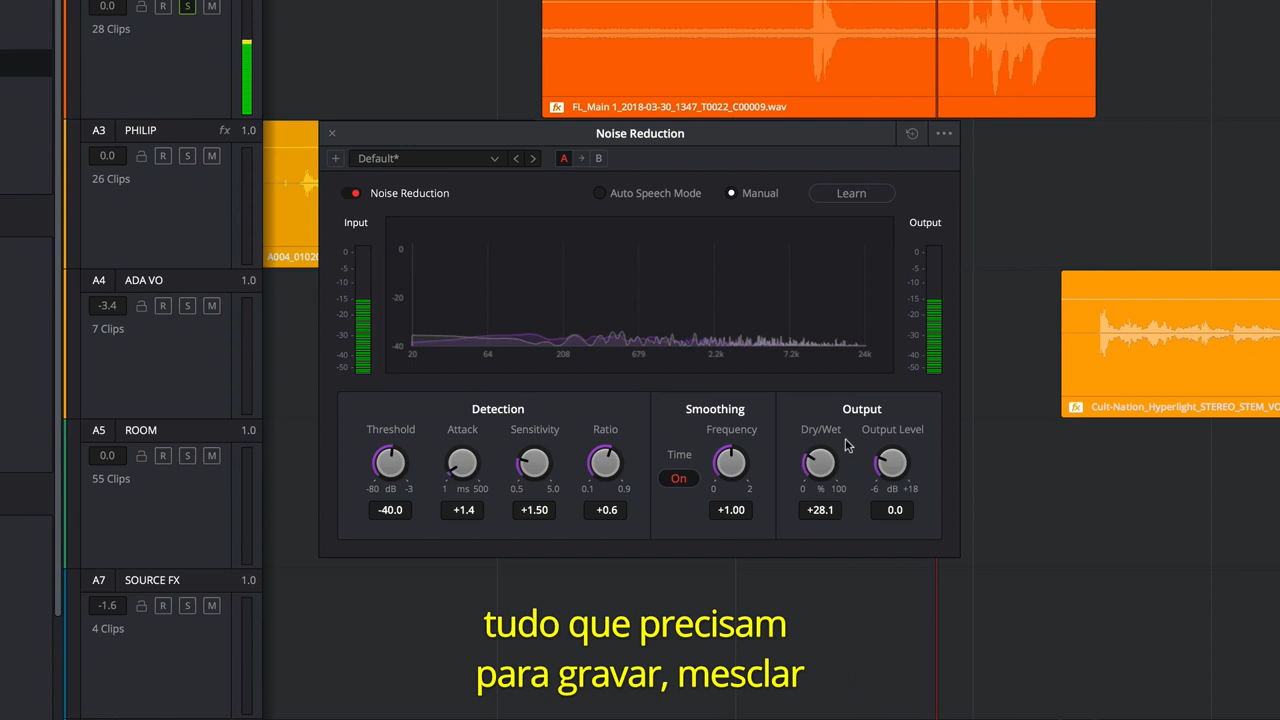 0.0 R S M
28 Clips
FL_Main 1_2018-03-30_1347_T0022_C00009.wav
A3 PHILIP fx 1.0
0.0 R S M
26 Clips
A004_0102
A4 ADA VO 1.0
-3.4 R S M
7 Clips
A5 ROOM 1.0
0.0 R S M
55 Clips
A7 SOURCE FX 1.0
-1.6 R S M
4 Clips
Noise Reduction
Default*
A B
Noise Reduction
Auto Speech Mode
Manual
Learn
Input
0
-5
-10
-15
-20
-30
-40
-50
0
-20
-40
20 64 208 679 2.2k 7.2k 24k
Output
0
-5
-10
-15
-20
-30
-40
-50
Detection
Threshold Attack Sensitivity Ratio
-80 dB -3 1 ms 500 0.5 5.0 0.1 0.9
-40.0 +1.4 +1.50 +0.6
Smoothing
Frequency
Time
On
0 2
+1.00
Output
Dry/Wet Output Level
0 % 100 -6 dB +18
+28.1 0.0
fx Cult-Nation_Hyperlight_STEREO_STEM_VO
tudo que precisam
para gravar, mesclar